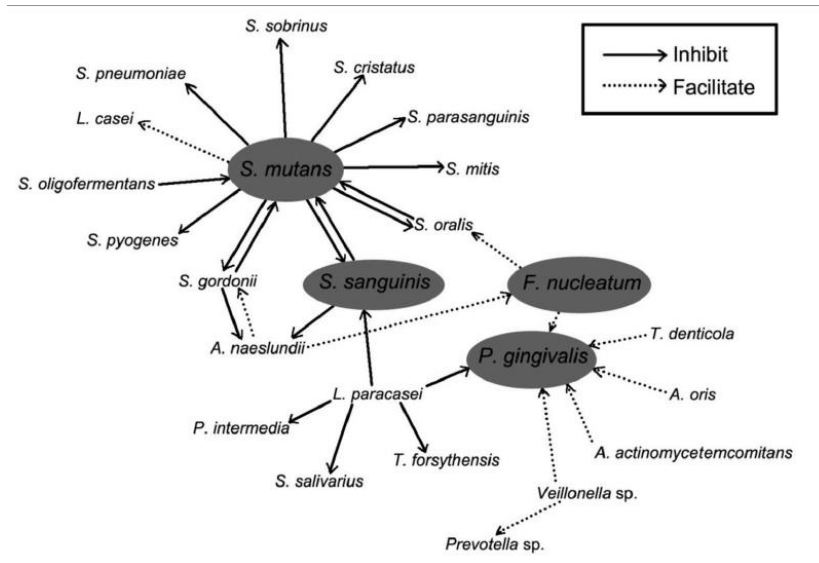 S. sobrinus
Inhibit
S. pneumoniae
S. cristatus
Facilitate
L. casei
S. parasanguinis
S. mutans
S. mitis
S. oligofermentans
S. oralis
S. pyogenes
S. gordonii
S. sanguinis
F. nucleatum
T. denticola
A. naeslundii
P. gingivalis
L. paracasei
A. oris
P. intermedia
A. actinomycetemcomitans
T. forsythensis
S. salivarius
Veillonella sp.
Prevotella sp.